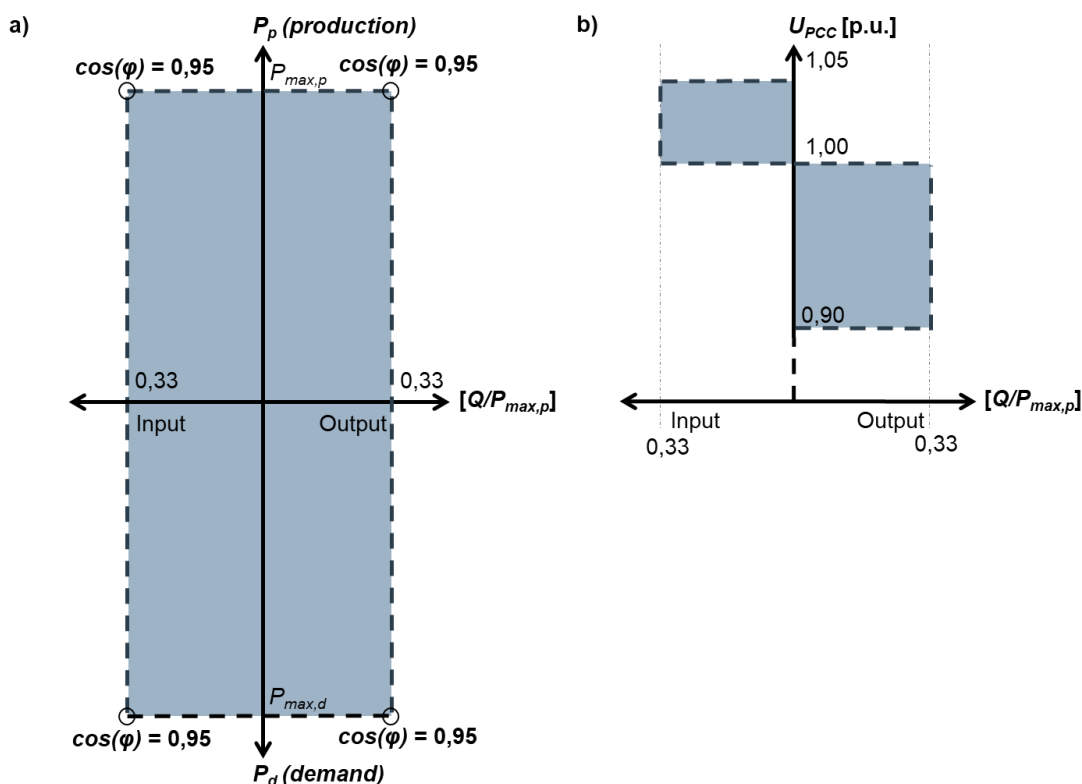 a)
P_p (production)
cos(φ) = 0,95
P_max,p
cos(φ) = 0,95
0,33
0,33
[Q/P_max,p]
Input
Output
P_max,d
cos(φ) = 0,95
cos(φ) = 0,95
P_d (demand)
b)
U_PCC [p.u.]
1,05
1,00
0,90
[Q/P_max,p]
Input
Output
0,33
0,33